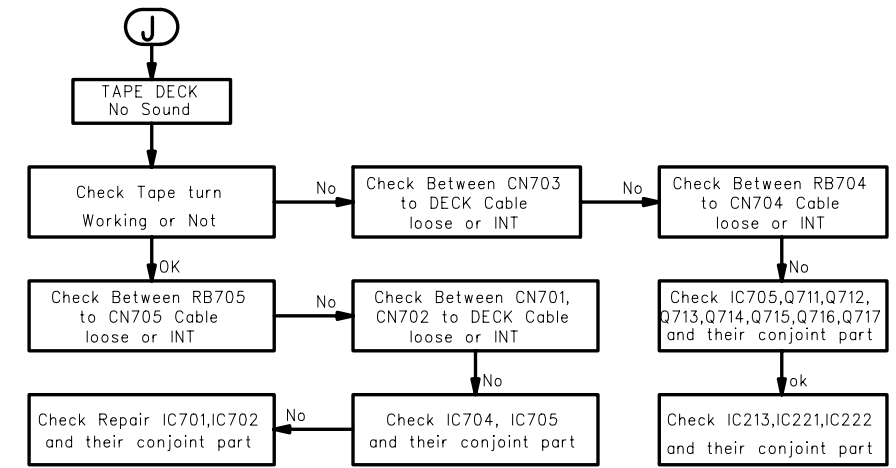 J
TAPE DECK
No Sound
Check Tape turn
Working or Not
No
Check Between CN703
to DECK Cable
loose or INT
No
Check Between RB704
to CN704 Cable
loose or INT
OK
No
Check Between RB705
to CN705 Cable
loose or INT
No
Check Between CN701,
CN702 to DECK Cable
loose or INT
Check IC705,Q711,Q712,
Q713,Q714,Q715,Q716,Q717
and their conjoint part
No
ok
Check Repair IC701,IC702
and their conjoint part
No
Check IC704, IC705
and their conjoint part
Check IC213,IC221,IC222
and their conjoint part